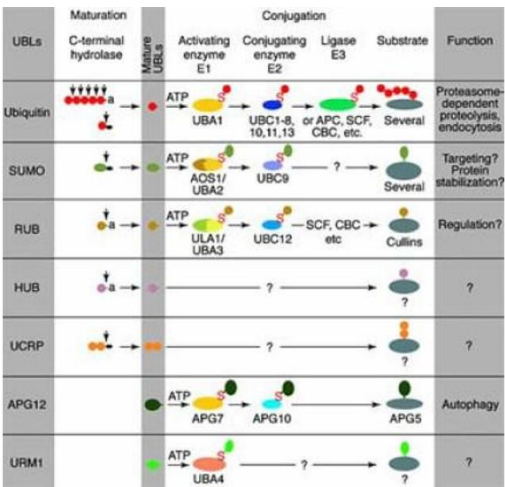 Maturation
Conjugation
UBLs
C-terminal
hydrolase
Mature
UBLs
Activating
enzyme
E1
Conjugating
enzyme
E2
Ligase
E3
Substrate
Function
Ubiquitin
a
ATP
S
UBA1
S
UBC1-8,
10,11,13
S
or APC, SCF,
CBC, etc.
Several
Proteasome-
dependent
proteolysis,
endocytosis
SUMO
ATP
S
AOS1/
UBA2
S
UBC9
?
Several
Targeting?
Protein
stabilization?
RUB
a
ATP
S
ULA1/
UBA3
S
UBC12
SCF, CBC
etc
Cullins
Regulation?
HUB
a
?
?
?
UCRP
?
?
?
APG12
ATP
S
APG7
S
APG10
APG5
Autophagy
URM1
ATP
S
UBA4
?
?
?